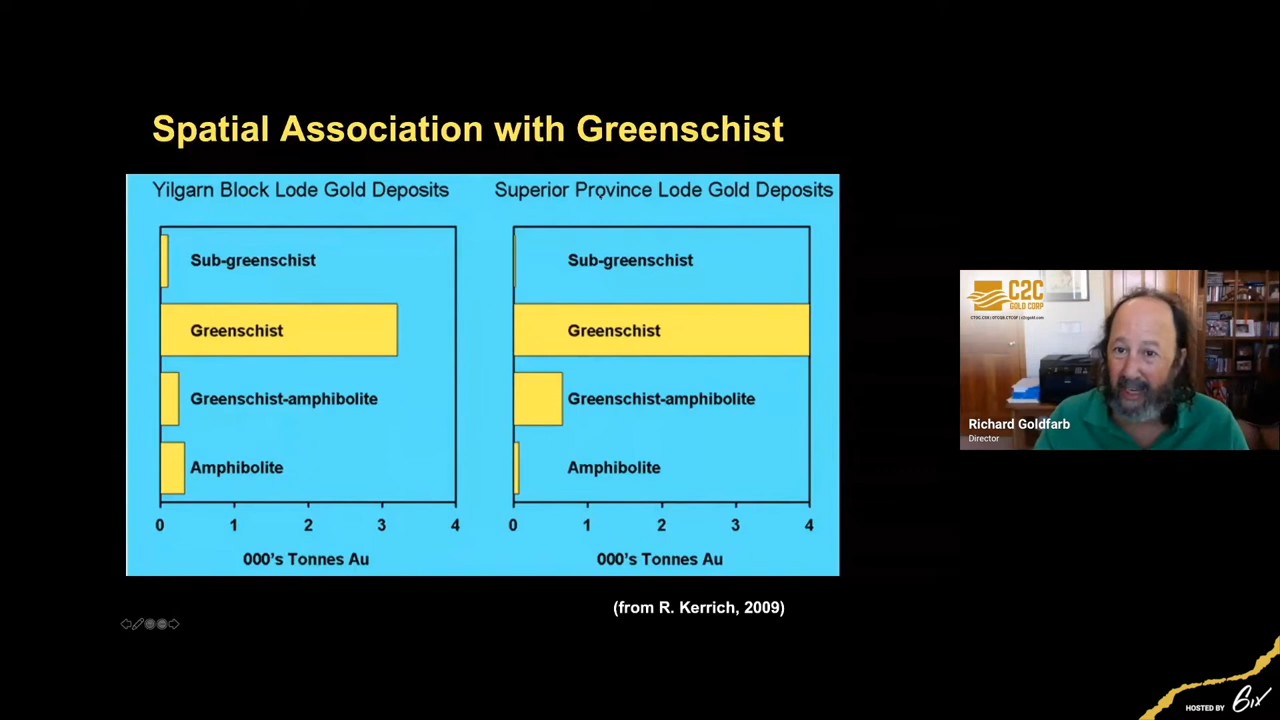 Spatial Association with Greenschist
Yilgarn Block Lode Gold Deposits
Sub-greenschist
Greenschist
Greenschist-amphibolite
Amphibolite
0 1 2 3 4
000's Tonnes Au
Superior Province Lode Gold Deposits
Sub-greenschist
Greenschist
Greenschist-amphibolite
Amphibolite
0 1 2 3 4
000's Tonnes Au
(from R. Kerrich, 2009)
C2C
GOLD CORP
Richard Goldfarb
Director
HOSTED BY 6ix